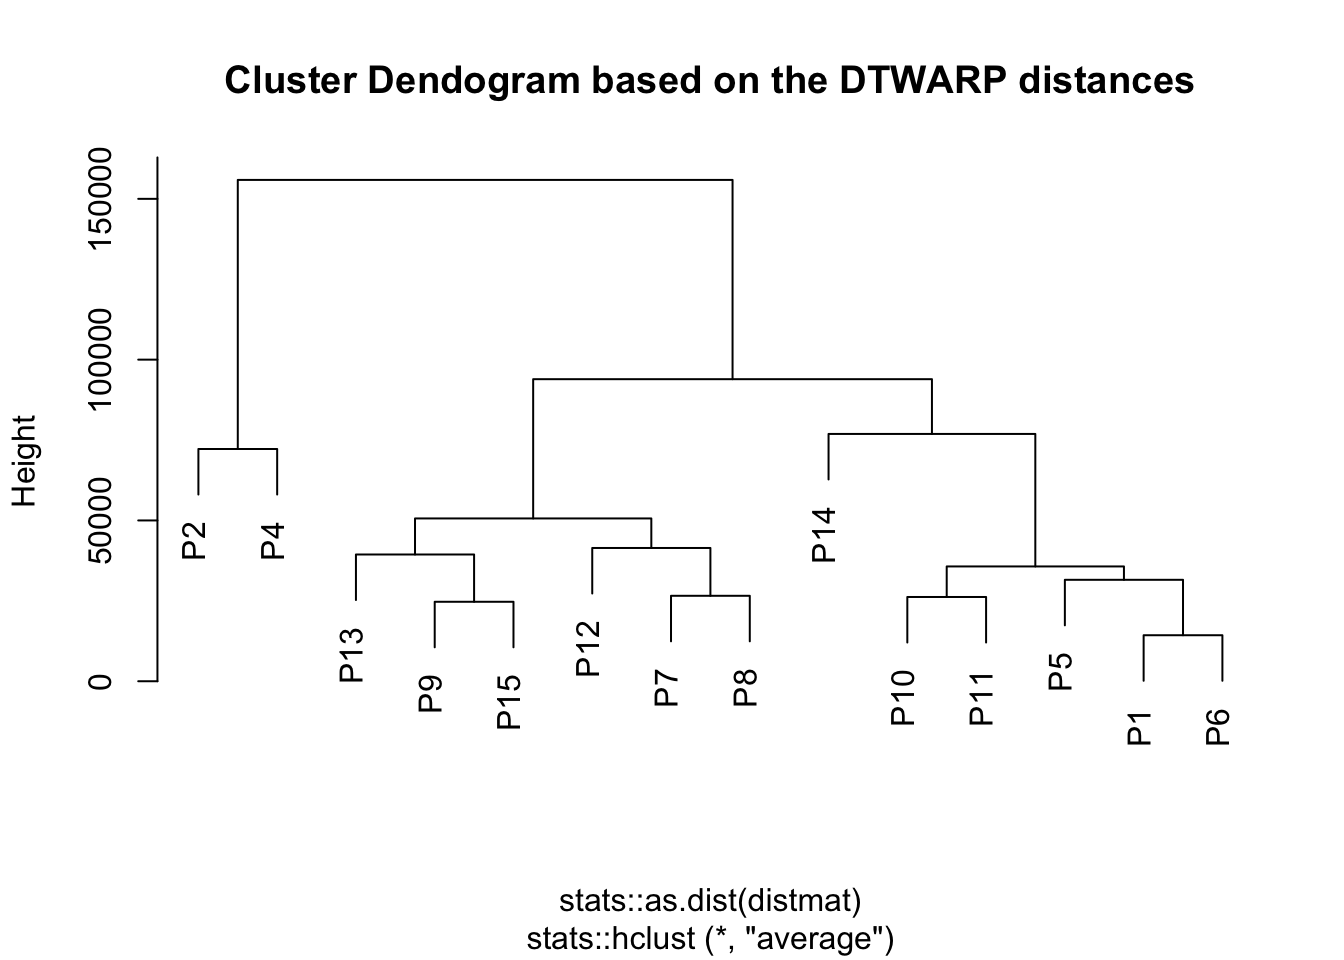 Cluster Dendogram based on the DTWARP distances
Height
150000
100000
50000
0
P2
P4
P13
P9
P15
P12
P7
P8
P14
P10
P11
P5
P1
P6
stats::as.dist(distmat)
stats::hclust (*, "average")